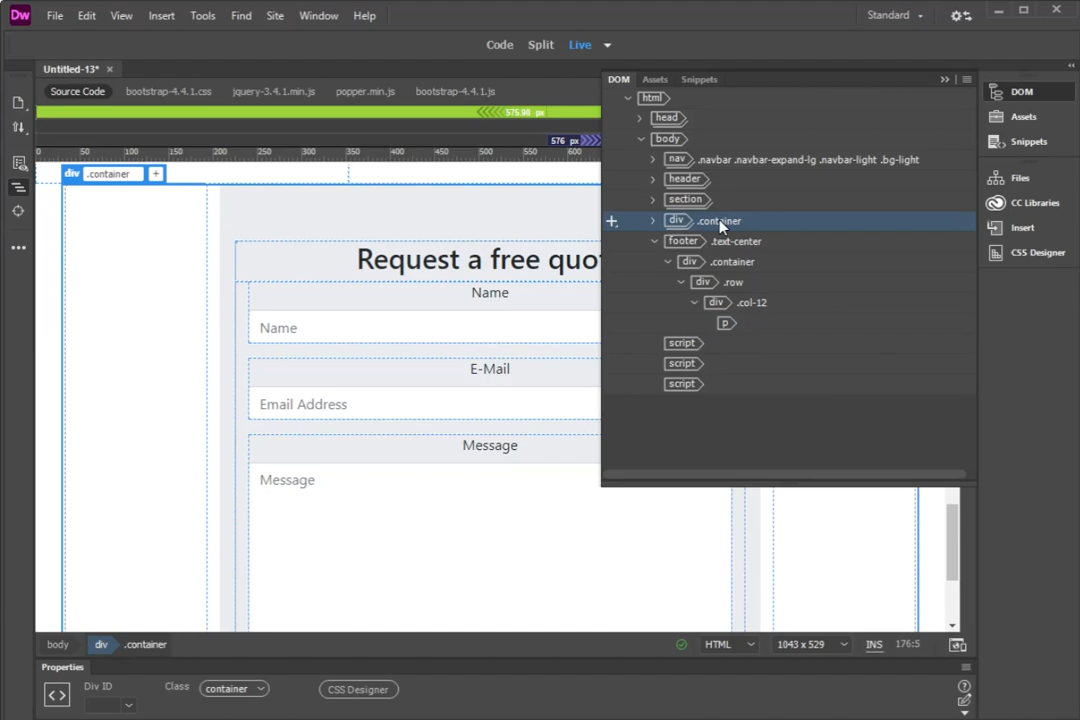 Dw File Edit View Insert Tools Find Site Window Help Standard
Code Split Live
Untitled-13* ×
DOM Assets Snippets
Source Code bootstrap-4.4.1.css jquery-3.4.1.min.js popper.min.js bootstrap-4.4.1.js
575.98 px
576 px
0 50 100 150 200 250 300 350 400 450 500 550 600
div .container +
Request a free quo
Name
Name
E-Mail
Email Address
Message
Message
html
head
body
nav .navbar .navbar-expand-lg .navbar-light .bg-light
header
section
div .container
footer .text-center
div .container
div .row
div .col-12
p
script
script
script
DOM
Assets
Snippets
Files
CC Libraries
Insert
CSS Designer
body div .container HTML 1043 x 529 INS 176:5
Properties
Div ID Class container CSS Designer